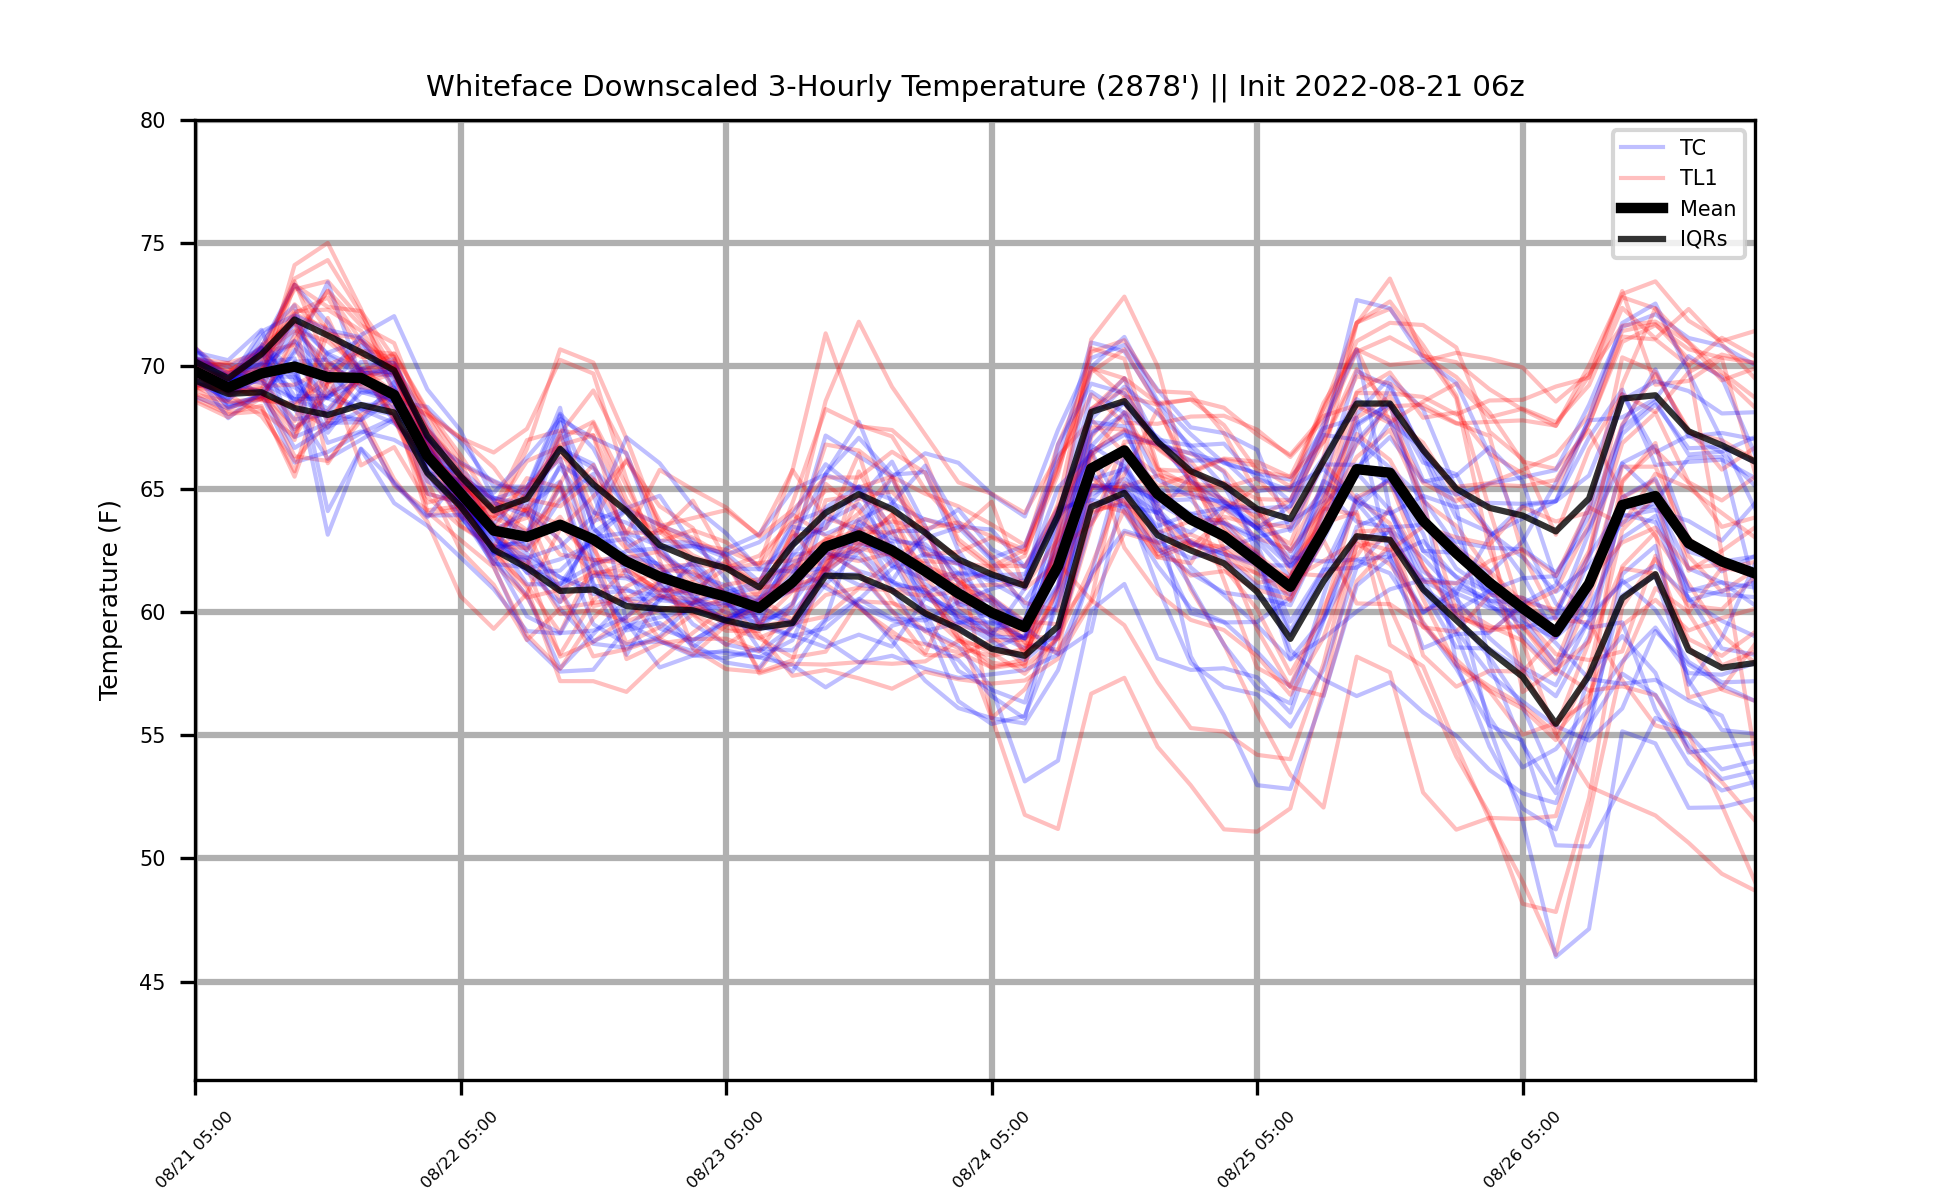 Whiteface Downscaled 3-Hourly Temperature (2878') || Init 2022-08-21 06z
TC
TL1
Mean
IQRs
Temperature (F)
80
75
70
65
60
55
50
45
08/21 05:00
08/22 05:00
08/23 05:00
08/24 05:00
08/25 05:00
08/26 05:00